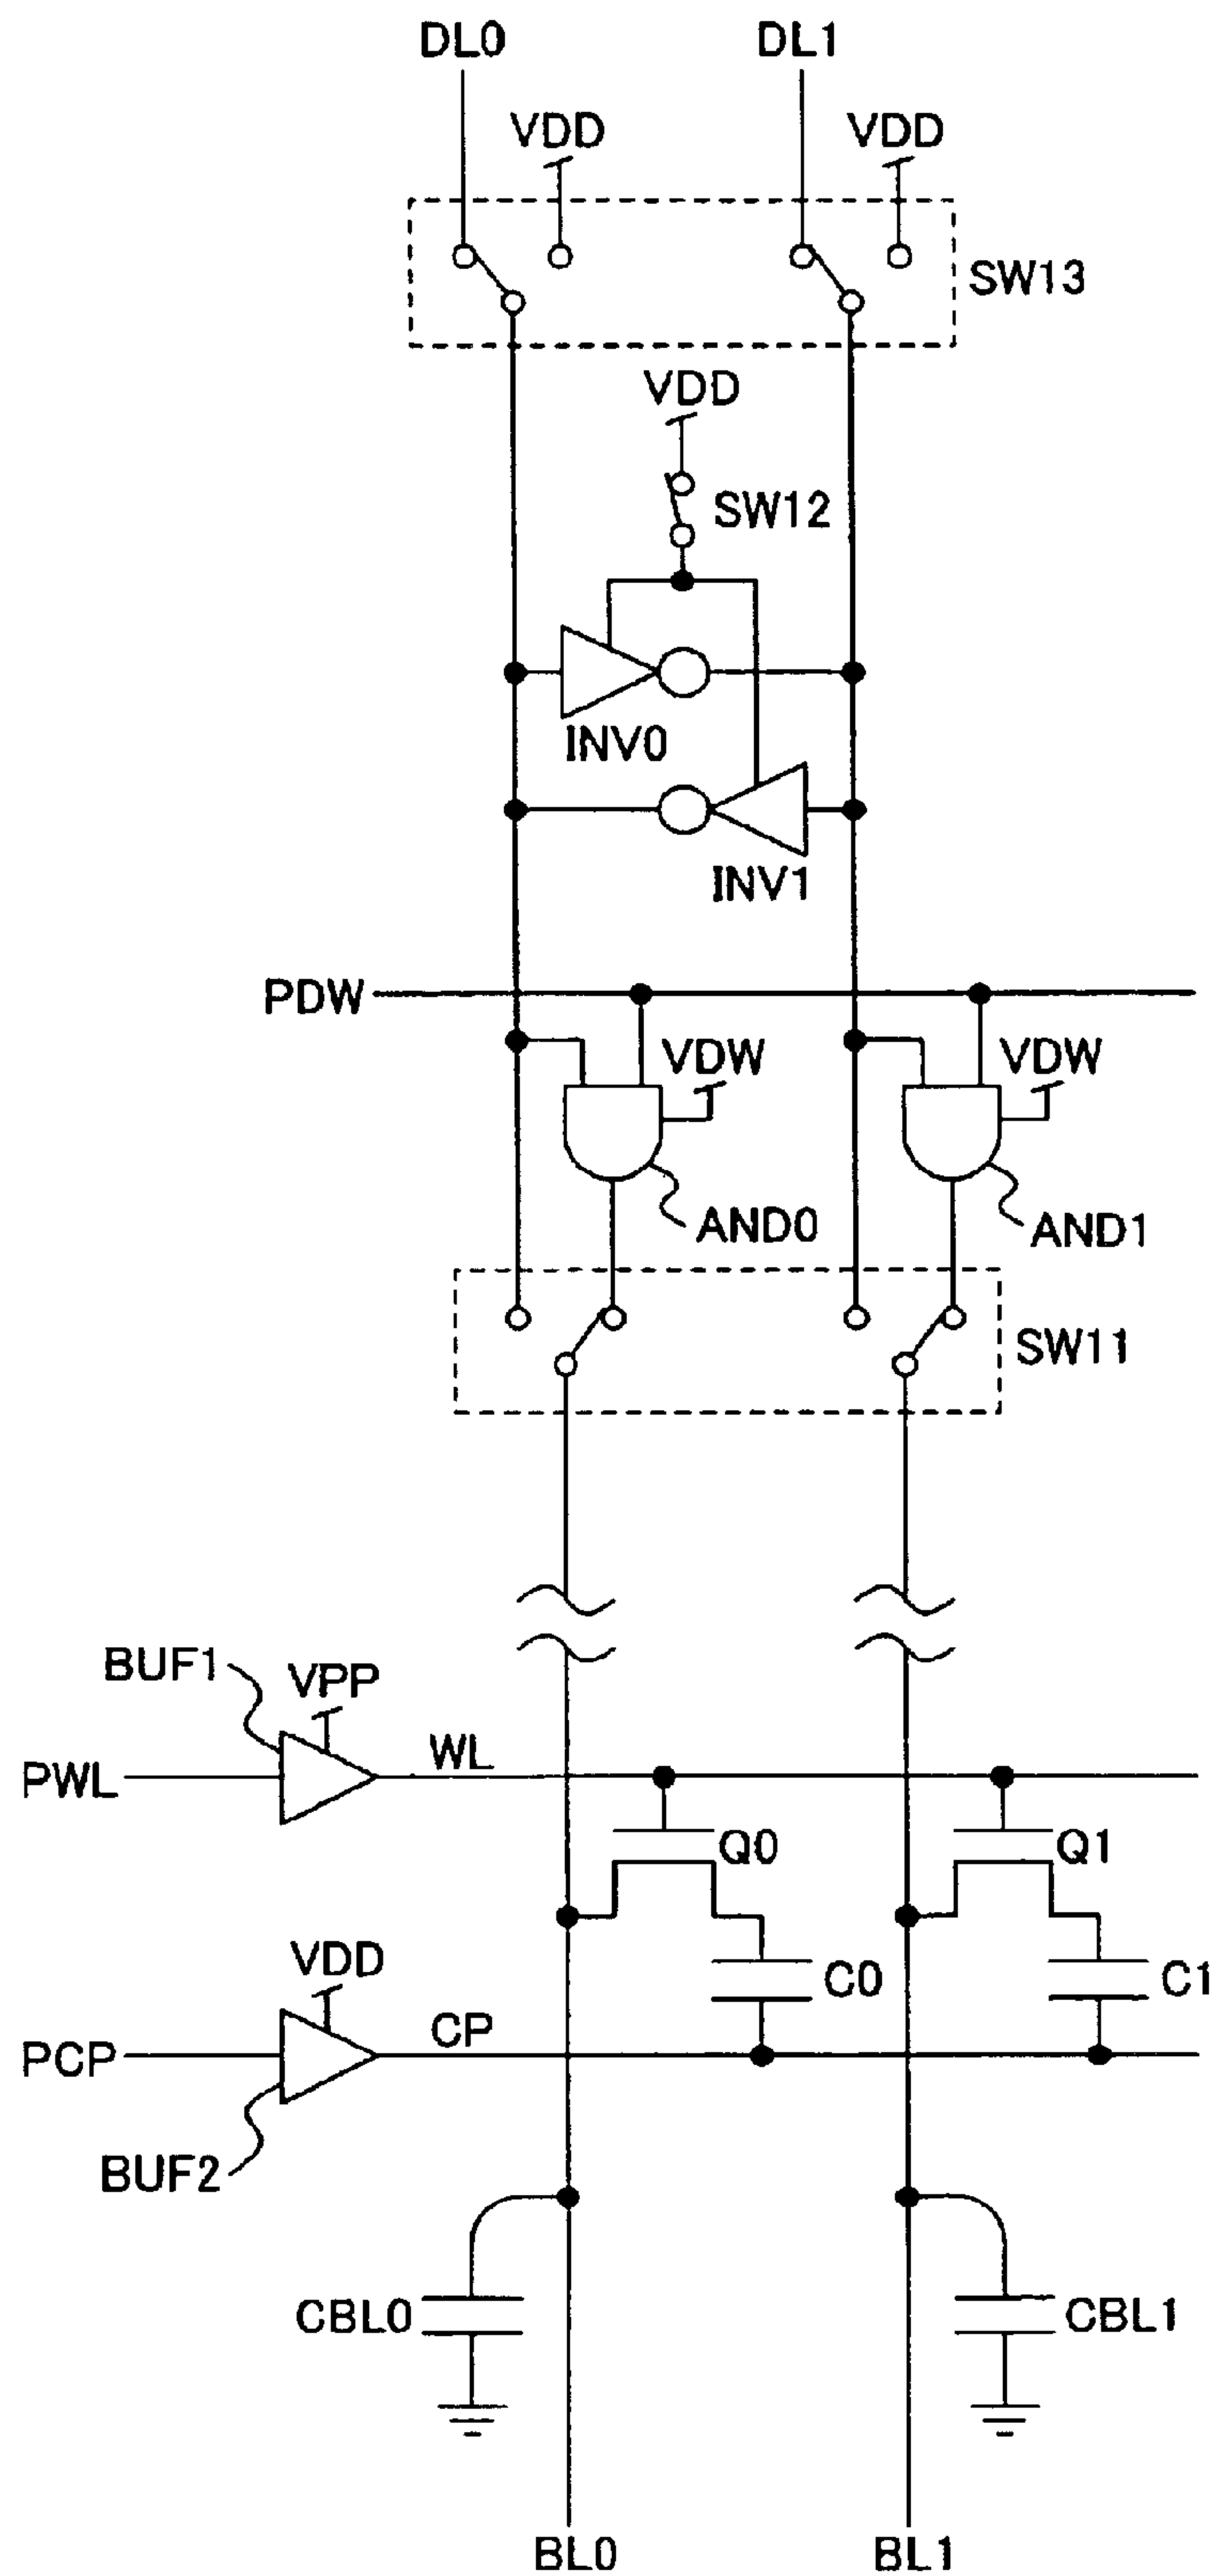 DL0 DL1
VDD VDD
SW13
VDD
SW12
INV0
INV1
PDW
VDW VDW
AND0 AND1
SW11
BUF1 VPP
PWL WL
Q0 Q1
VDD
C0 C1
PCP CP
BUF2
CBL0 CBL1
BL0 BL1